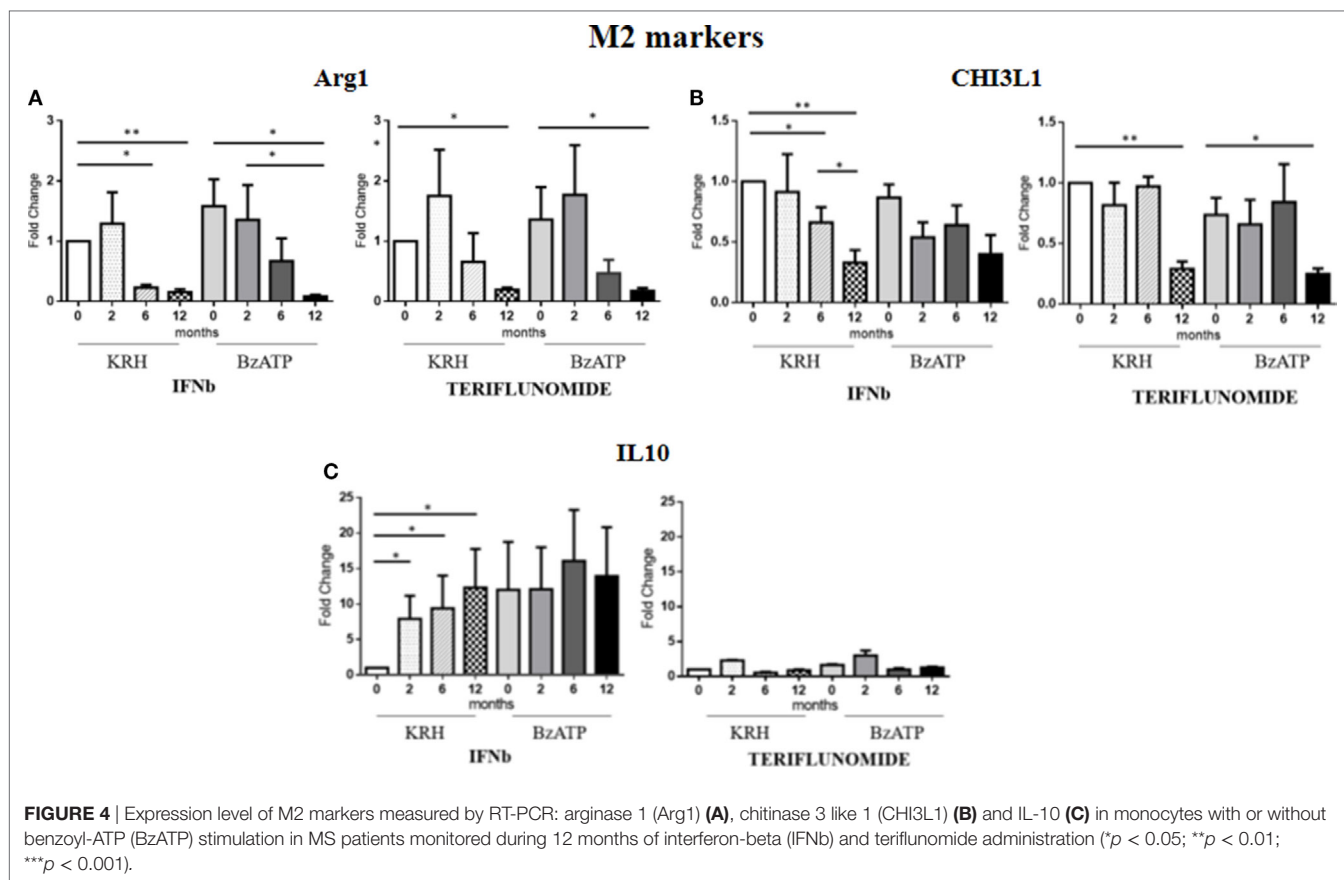 M2 markers
Arg1
CHI3L1
A
B
3
2
1
0
Fold Change
**
*
*
*
0 2 6 12 0 2 6 12
months
KRH BzATP
IFNb
3
2
1
0
Fold Change
*
*
*
0 2 6 12 0 2 6 12
months
KRH BzATP
TERIFLUNOMIDE
1.5
1.0
0.5
0.0
Fold Change
**
*
*
0 2 6 12 0 2 6 12
months
KRH BzATP
IFNb
1.5
1.0
0.5
0.0
Fold Change
**
*
0 2 6 12 0 2 6 12
months
KRH BzATP
TERIFLUNOMIDE
IL10
C
25
20
15
10
5
0
Fold Change
*
*
*
0 2 6 12 0 2 6 12
months
KRH BzATP
IFNb
25
20
15
10
5
0
Fold Change
0 2 6 12 0 2 6 12
months
KRH BzATP
TERIFLUNOMIDE
FIGURE 4 | Expression level of M2 markers measured by RT-PCR: arginase 1 (Arg1) (A), chitinase 3 like 1 (CHI3L1) (B) and IL-10 (C) in monocytes with or without
benzoyl-ATP (BzATP) stimulation in MS patients monitored during 12 months of interferon-beta (IFNb) and teriflunomide administration (*p < 0.05; **p < 0.01;
***p < 0.001).